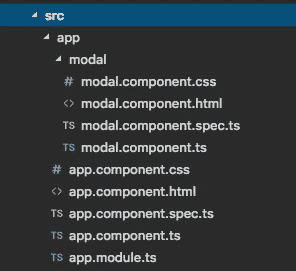 src
app
modal
# modal.component.css
<> modal.component.html
TS modal.component.spec.ts
TS modal.component.ts
# app.component.css
<> app.component.html
TS app.component.spec.ts
TS app.component.ts
TS app.module.ts